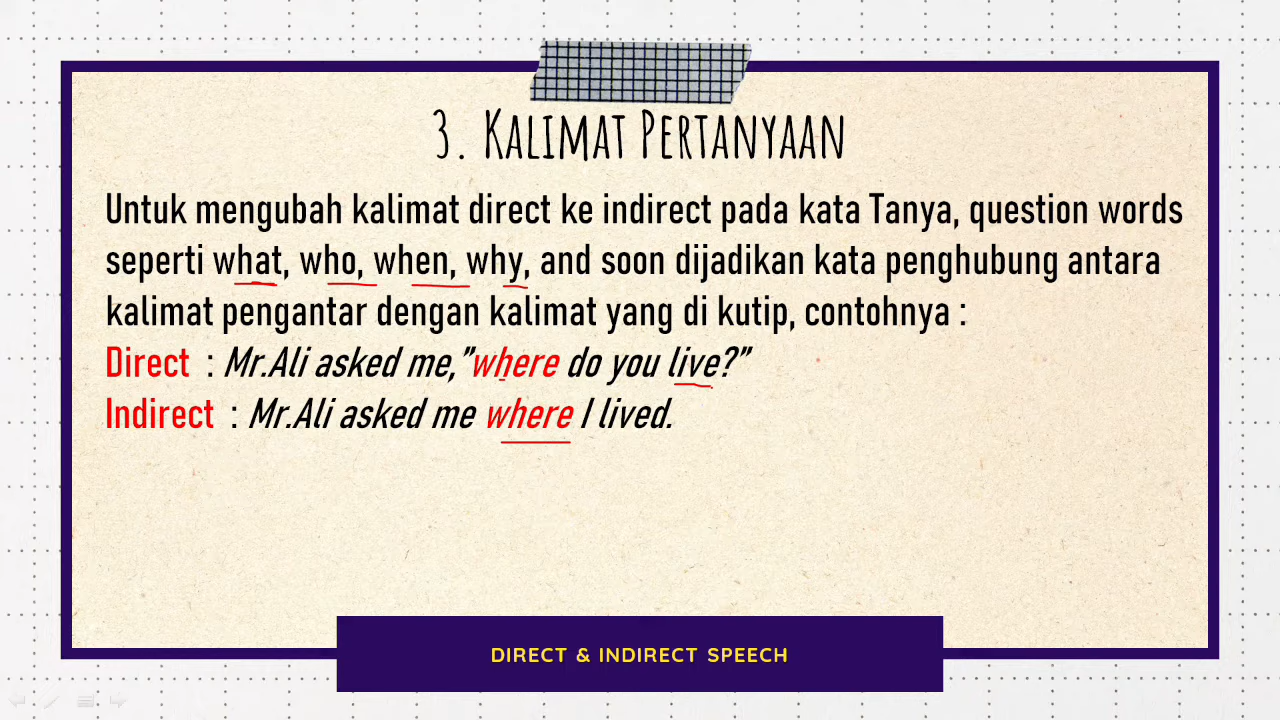 3. KALIMAT PERTANYAAN
Untuk mengubah kalimat direct ke indirect pada kata Tanya, question words
seperti what, who, when, why, and soon dijadikan kata penghubung antara
kalimat pengantar dengan kalimat yang di kutip, contohnya :
Direct : Mr.Ali asked me,"where do you live?"
Indirect : Mr.Ali asked me where I lived.
DIRECT & INDIRECT SPEECH